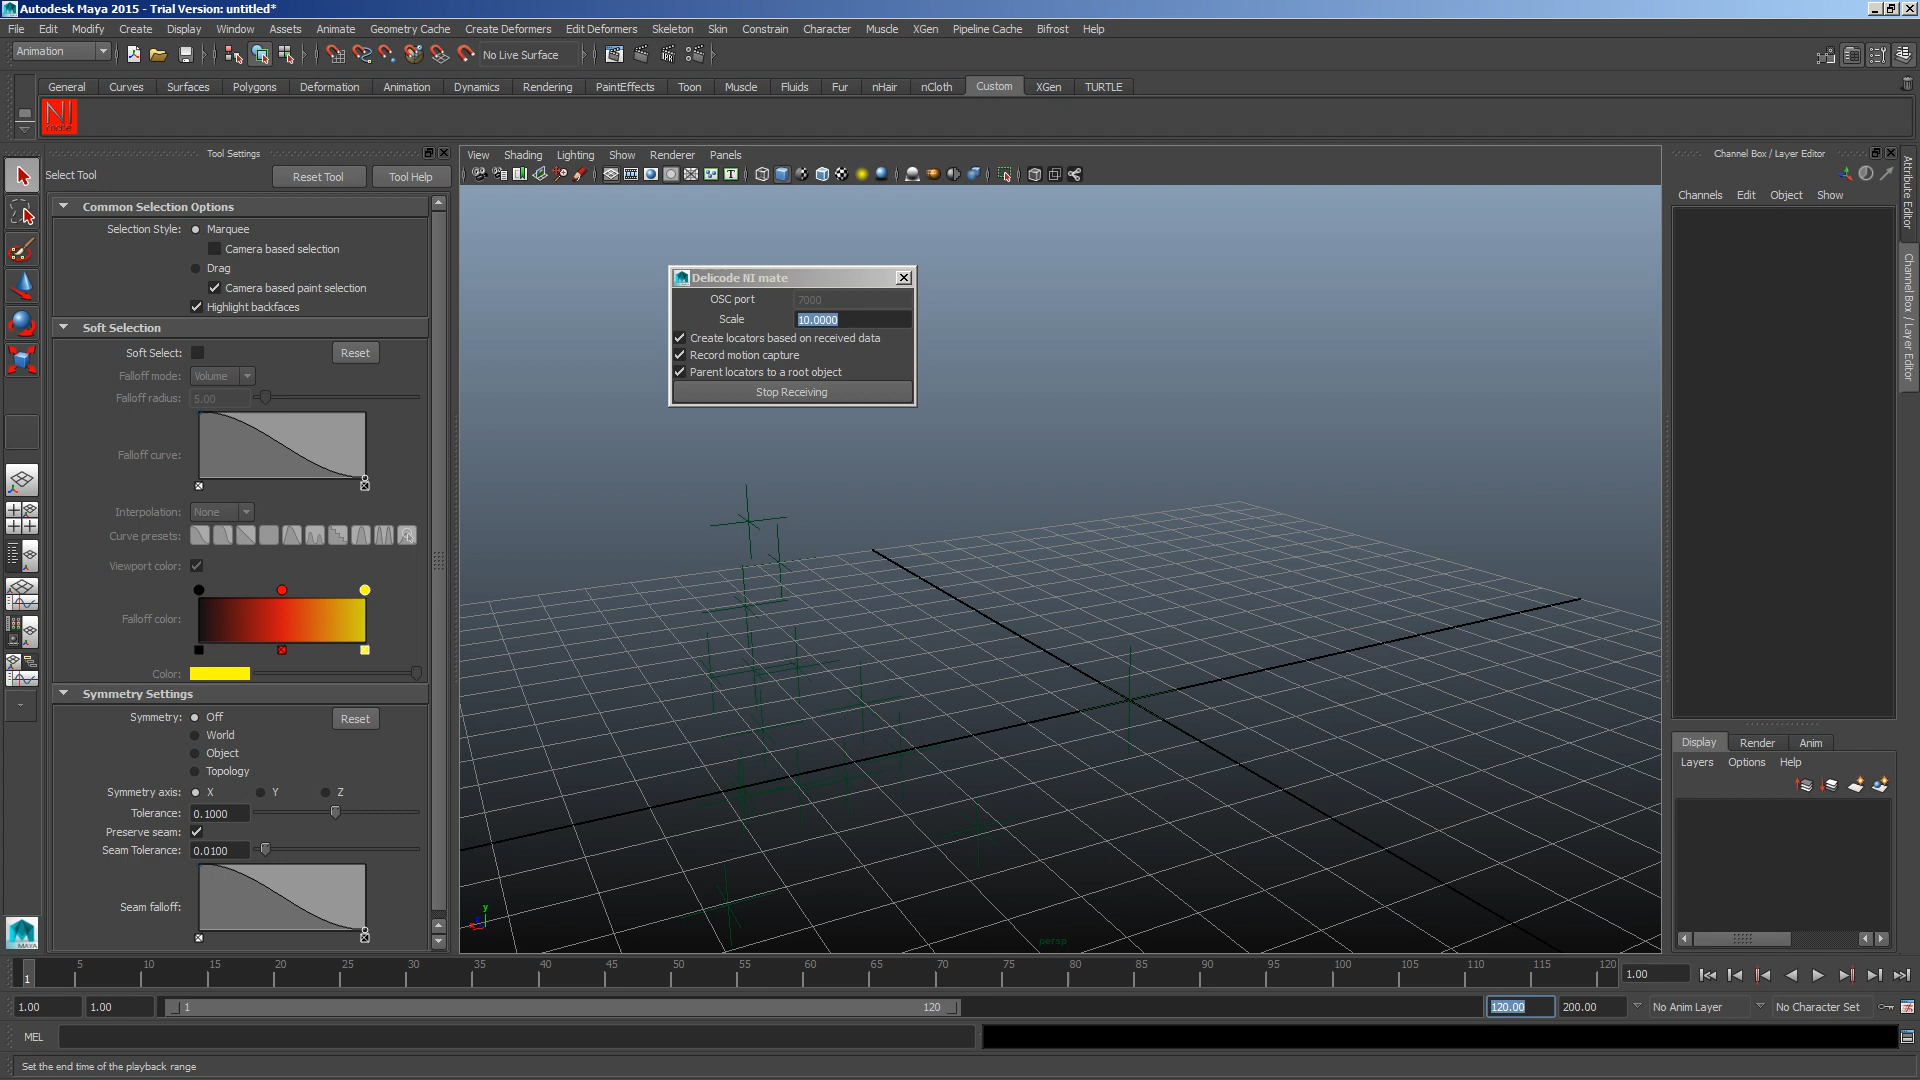 Autodesk Maya 2015 - Trial Version: untitled*
File Edit Modify Create Display Window Assets Animate Geometry Cache Create Deformers Edit Deformers Skeleton Skin Constrain Character Muscle XGen Pipeline Cache Bifrost Help
Animation
No Live Surface
General Curves Surfaces Polygons Deformation Animation Dynamics Rendering PaintEffects Toon Muscle Fluids Fur nHair nCloth Custom XGen TURTLE
NI
mate
Tool Settings
Select Tool
Reset Tool
Tool Help
Common Selection Options
Selection Style: Marquee
Camera based selection
Drag
Camera based paint selection
Highlight backfaces
Soft Selection
Soft Select:
Reset
Falloff mode: Volume
Falloff radius: 5.00
Falloff curve:
Interpolation: None
Curve presets:
Viewport color:
Falloff color:
Color:
Symmetry Settings
Symmetry: Off
Reset
World
Object
Topology
Symmetry axis: X Y Z
Tolerance: 0.1000
Preserve seam:
Seam Tolerance: 0.0100
Seam falloff:
MAYA
View Shading Lighting Show Renderer Panels
T
Delicode NI mate
OSC port 7000
Scale 10.0000
Create locators based on received data
Record motion capture
Parent locators to a root object
Stop Receiving
y
persp
Channel Box / Layer Editor
Channels Edit Object Show
Attribute Editor
Channel Box / Layer Editor
Display Render Anim
Layers Options Help
1 5 10 15 20 25 30 35 40 45 50 55 60 65 70 75 80 85 90 95 100 105 110 115 120
1.00
1.00 1.00 1 120 120.00 200.00 No Anim Layer No Character Set
MEL
Set the end time of the playback range